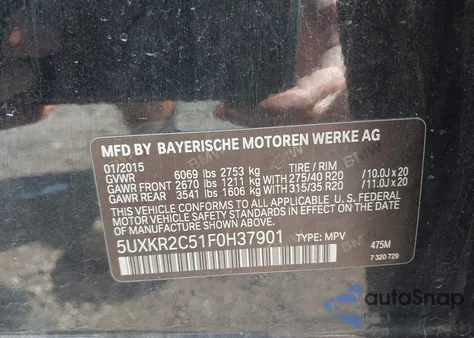 MFD BY BAYERISCHE MOTOREN WERKE AG
01/2015
GVWR 6069 lbs 2753 kg TIRE / RIM
GAWR FRONT 2670 lbs 1211 kg WITH 275/40 R20 /10.0J x 20
GAWR REAR 3541 lbs 1606 kg WITH 315/35 R20 /11.0J x 20
THIS VEHICLE CONFORMS TO ALL APPLICABLE U.S. FEDERAL
MOTOR VEHICLE SAFETY STANDARDS IN EFFECT ON THE DATE
OF MANUFACTURE SHOWN ABOVE.
5UXKR2C51F0H37901 TYPE: MPV 475M
7 320 729
autoSnap